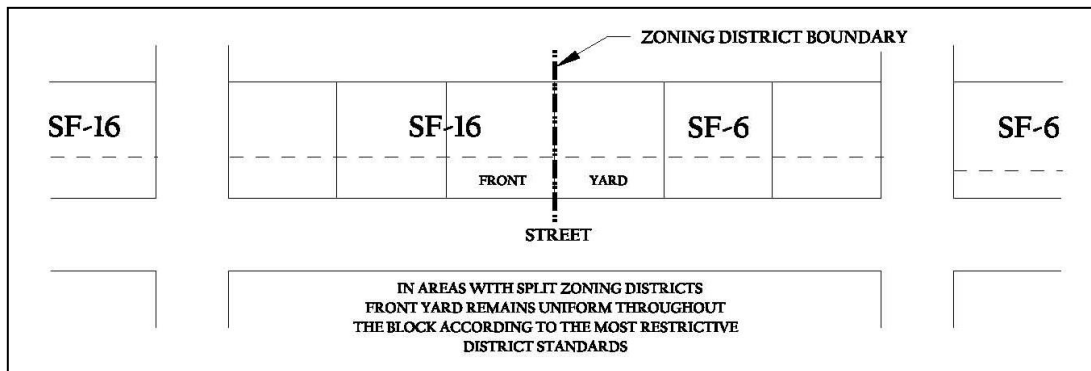 ZONING DISTRICT BOUNDARY
SF-16
SF-16
SF-6
SF-6
FRONT
YARD
STREET
IN AREAS WITH SPLIT ZONING DISTRICTS
FRONT YARD REMAINS UNIFORM THROUGHOUT
THE BLOCK ACCORDING TO THE MOST RESTRICTIVE
DISTRICT STANDARDS